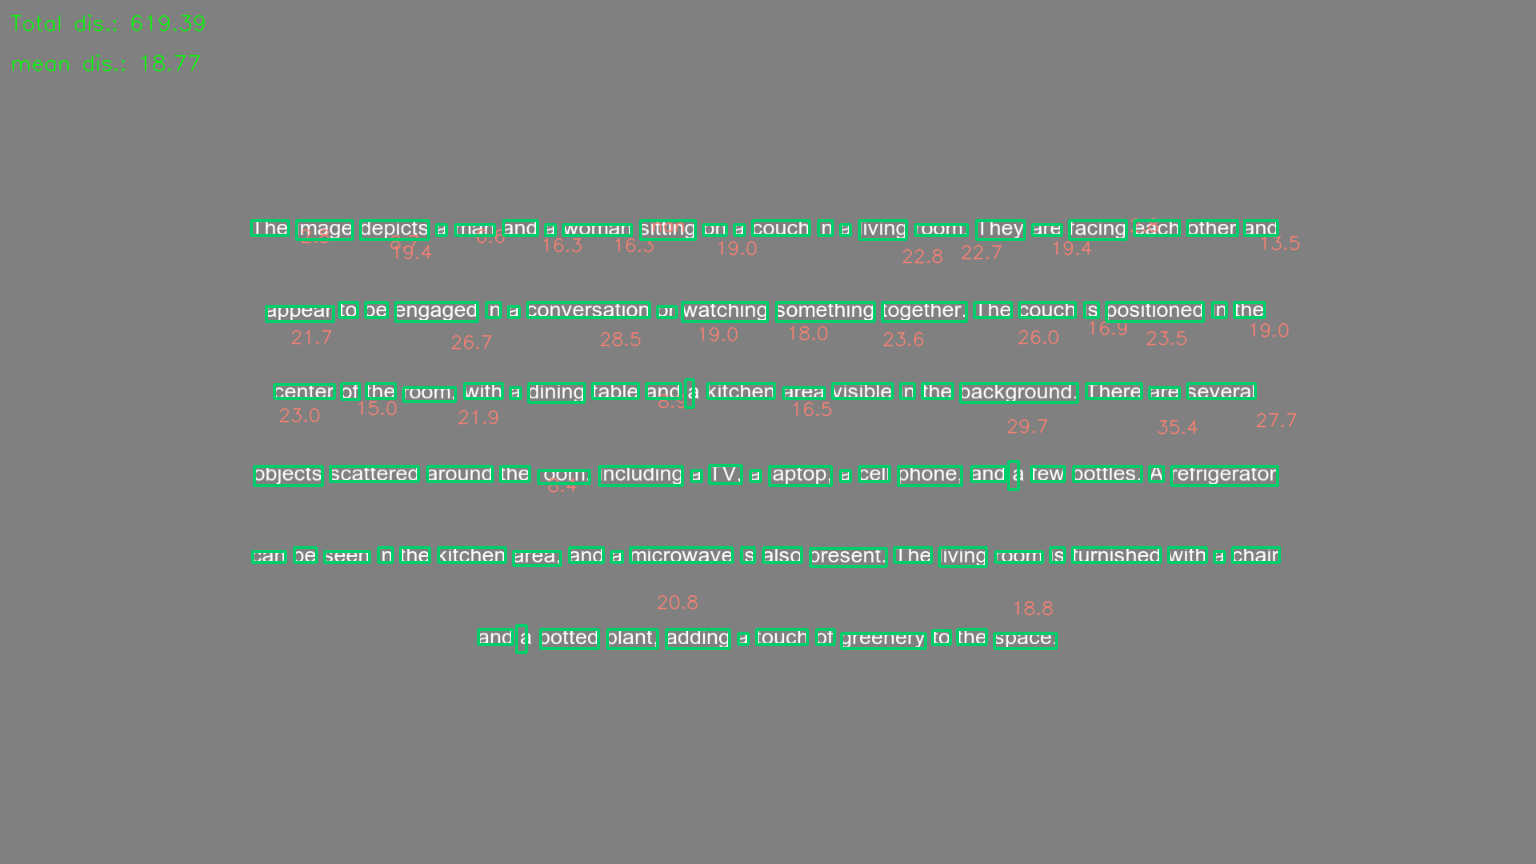 Total dis.: 619.39
mean dis.: 18.77
The image depicts a man and a woman sitting on a couch in a living room. They are facing each other and
2.8 19.4 6.6 16.3 16.3 19.0 22.8 22.7 19.4 13.5
appear to be engaged in a conversation or watching something together. The couch is positioned in the
21.7 26.7 28.5 19.0 18.0 23.6 26.0 16.9 23.5 19.0
center of the room, with a dining table and a kitchen area visible in the background. There are several
23.0 15.0 21.9 8.9 16.5 29.7 35.4 27.7
objects scattered around the room, including a TV, a laptop, a cell phone, and a few bottles. A refrigerator
8.4
can be seen in the kitchen area, and a microwave is also present. The living room is furnished with a chair
20.8 18.8
and a potted plant, adding a touch of greenery to the space.